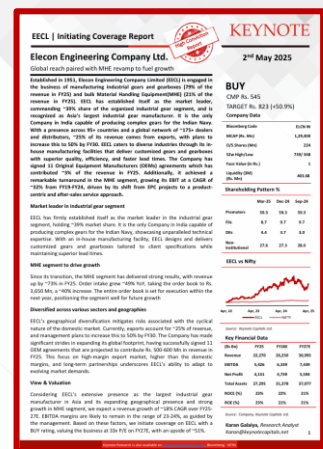 EECL | Initiating Coverage Report
High Conviction Report
KEYNOTE
Elecon Engineering Company Ltd.
Global reach paired with MHE revamp to fuel growth
2nd May 2025
Established in 1951, Elecon Engineering Company Limited (EECL) is engaged in
the business of manufacturing industrial gears and gearboxes (79% of the
revenue in FY25) and bulk Material Handling Equipment(MHE) (21% of the
revenue in FY25). EECL has established itself as the market leader,
commanding ~39% share of the organized industrial gear segment, and is
recognized as Asia's largest industrial gear manufacturer. It is the only
Company in India capable of producing complex gears for the Indian Navy.
With a presence across 95+ countries and a global network of
dealers and
distributors, ~25% of its revenue comes from exports, with plans to
increase this to 50% by FY30. The Company caters to diverse industries through its in-
house manufacturing facilities that deliver customized gears and gearboxes
with superior quality, efficiency, and faster lead times. The Company has
signed 11 Original Equipment Manufacturers (OEMs) agreements which
contributed ~5% of the revenue in FY25. Additionally, it achieved a
remarkable turnaround in the MHE segment, growing its EBIT at a CAGR of
from FY19-FY24, driven by its shift from EPC projects to a product-
centric and after-sales service approach.
Market leader in industrial gear segment
EECL has firmly established itself as the market leader in the industrial gear
segment, holding ~39% market share. It is the only Company in India capable of
producing complex gears for the Indian Navy, showcasing unparalleled technical
expertise. With an in-house manufacturing facility, EECL designs and delivers
customized gears and gearboxes tailored to client specifications while
maintaining superior lead times.
MHE segment to drive growth
Since its transition, the MHE segment has delivered strong results, with revenue
up by ~73% in FY25. Order intake grew ~49% YoY, taking the order book to Rs.
3,650 Mn, a ~40% increase. The entire order book is set for execution within the
next year, positioning the segment well for future growth
Diversified across various sectors and geographies
EECL's geographical diversification mitigates risks associated with the cyclical
nature of the domestic market. Currently, exports account for ~25% of revenue,
and management plans to increase this to 50% by FY30. The Company has made
significant strides in expanding its global footprint, having successfully signed 11
OEM agreements that are projected to contribute Rs. 500-600 Mn in revenue in
FY25. This focus on high-margin export market, higher than the domestic
margins, and long-term partnerships underscores EECL's ability to adapt to
evolving market demands.
View & Valuation
Considering EECL's extensive presence as the largest industrial gear
manufacturer in Asia and its expanding geographical presence and strong
growth in MHE segment, we expect a revenue growth of ~18% CAGR over FY25-
27E. EBITDA margins are likely to remain in the range of 23-24%, as guided by
the management. Based on these factors, we initiate coverage on EECL with a
BUY rating, valuing the business at
P/E on FY27E, with an upside of ~51%.
BUY
CMP Rs. 545
TARGET Rs. 823 (+50.9%)
Company Data
Bloomberg Code ELCN IN
MCAP (Rs. Mn)
O/S Shares (Mn) 224
52w High/Low
Face Value (in Rs.) 1
Liquidity (3M)
(Rs. Mn)
Shareholding Pattern %
Mar-25 Dec-24 Sep-24
Promoters 59.3 59.3 59.3
FIIs
DIIs
Non-
Institutional
EECL vs Nifty
Key Financial Data
(Rs Mn) FY25 FY26E FY27E
Revenue
EBITDA
Net Profit
Total Assets
ROCE (%)
ROE (%)
Source: Company, Keynote Capitals Ltd.
Karan Galaiya, Research Analyst
Karan@keynotecapitals.net